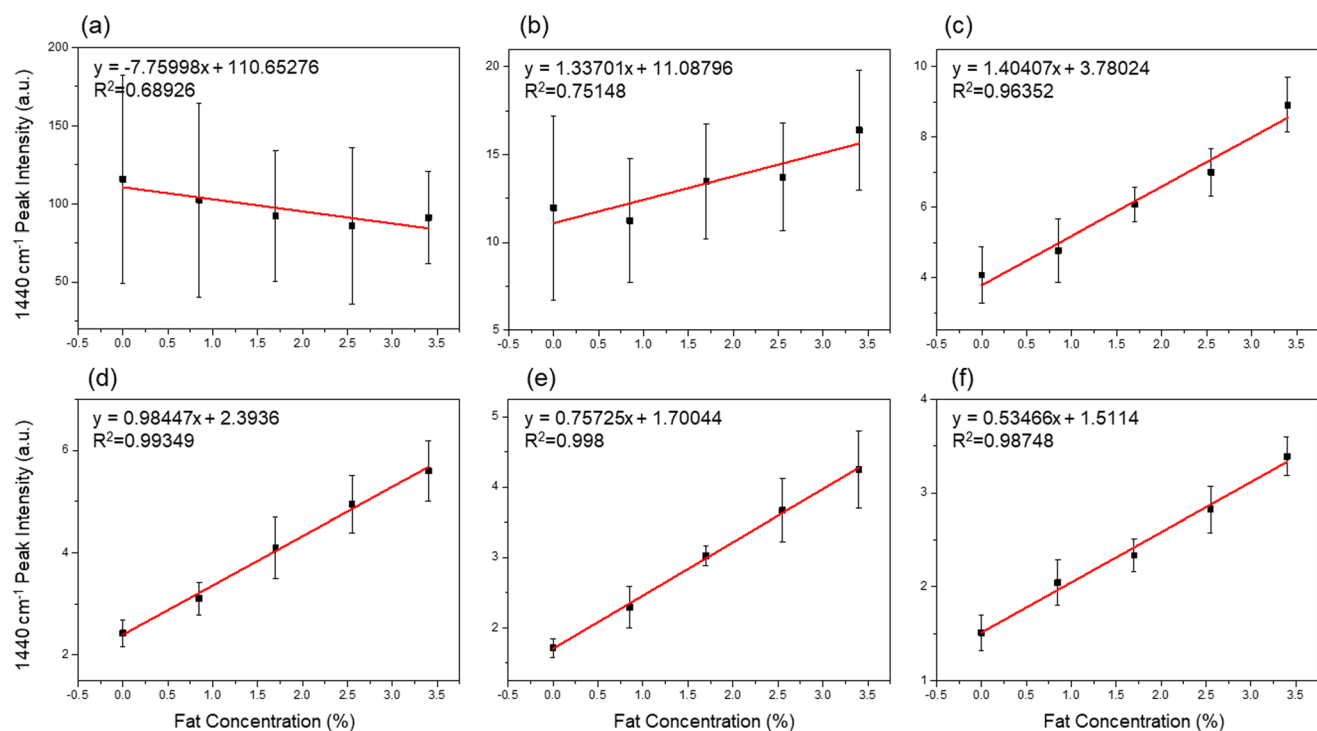 (a)
y = -7.75998x + 110.65276
R²=0.68926
200
150
100
50
-0.5 0.0 0.5 1.0 1.5 2.0 2.5 3.0 3.5
1440 cm⁻¹ Peak Intensity (a.u.)
(b)
y = 1.33701x + 11.08796
R²=0.75148
20
15
10
5
-0.5 0.0 0.5 1.0 1.5 2.0 2.5 3.0 3.5
(c)
y = 1.40407x + 3.78024
R²=0.96352
10
8
6
4
-0.5 0.0 0.5 1.0 1.5 2.0 2.5 3.0 3.5
(d)
y = 0.98447x + 2.3936
R²=0.99349
6
4
2
-0.5 0.0 0.5 1.0 1.5 2.0 2.5 3.0 3.5
1440 cm⁻¹ Peak Intensity (a.u.)
Fat Concentration (%)
(e)
y = 0.75725x + 1.70044
R²=0.998
5
4
3
2
-0.5 0.0 0.5 1.0 1.5 2.0 2.5 3.0 3.5
Fat Concentration (%)
(f)
y = 0.53466x + 1.5114
R²=0.98748
4
3
2
1
-0.5 0.0 0.5 1.0 1.5 2.0 2.5 3.0 3.5
Fat Concentration (%)